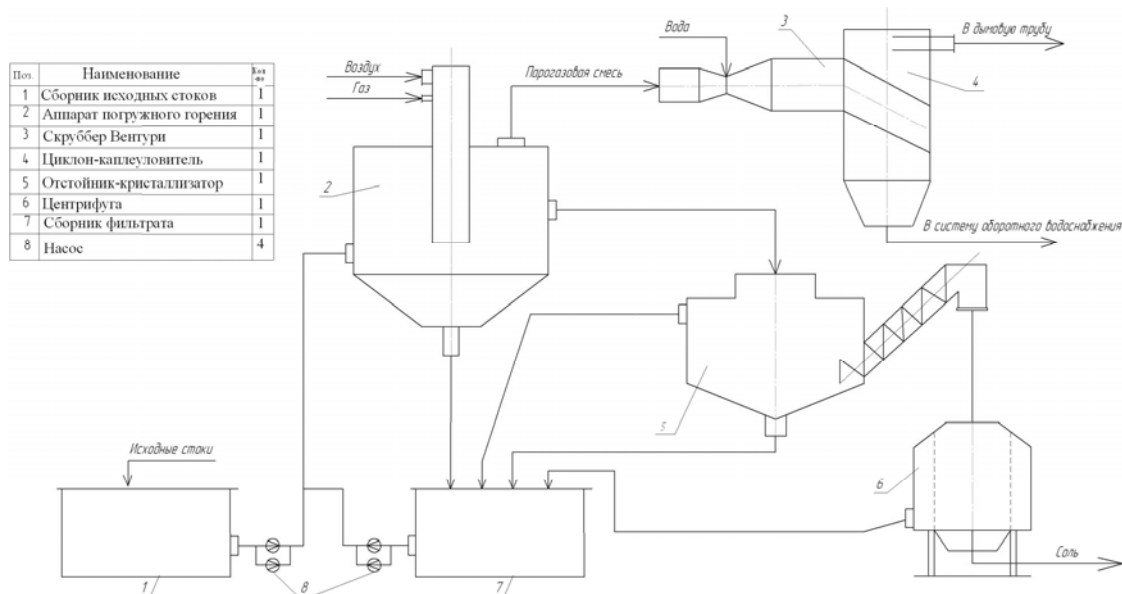 Поз. Наименование Кол -во
1 Сборник исходных стоков 1
2 Аппарат погружного горения 1
3 Скруббер Вентури 1
4 Циклон-каплеуловитель 1
5 Отстойник-кристаллизатор 1
6 Центрифуга 1
7 Сборник фильтрата 1
8 Насос 4
Воздух
Газ
Парогазовая смесь
Вода
3
В дымовую трубу
4
2
В систему оборотного водоснабжения
5
Исходные стоки
6
Соль
1
8
7